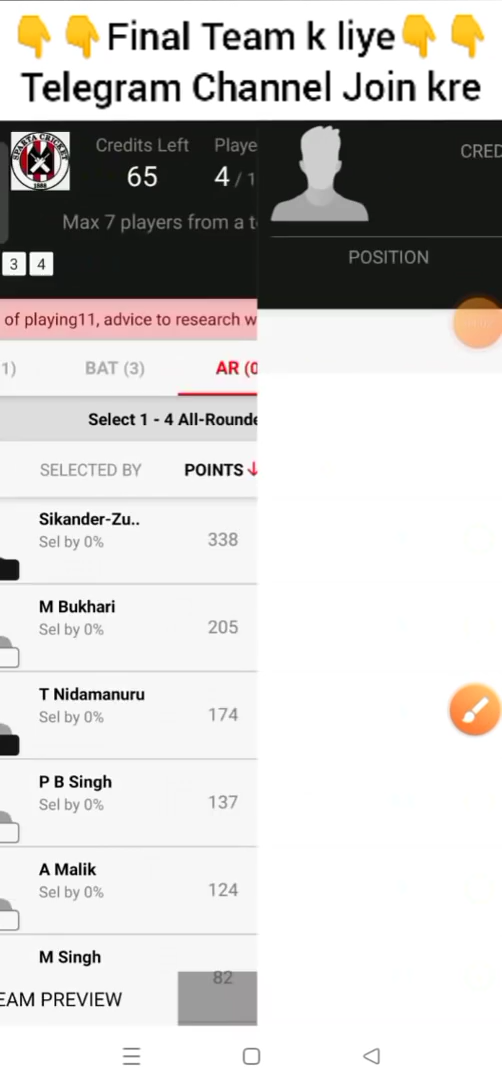 👇👇Final Team k liye👇👇
Telegram Channel Join kre
SPARTA CRICKET
1888
Credits Left Playe
65 4 / 1
CRED
Max 7 players from a t
POSITION
3 4
of playing11, advice to research w
1) BAT (3) AR (0
Select 1 - 4 All-Rounde
SELECTED BY POINTS↓
Sikander-Zu..
Sel by 0% 338
M Bukhari
Sel by 0% 205
T Nidamanuru
Sel by 0% 174
P B Singh
Sel by 0% 137
A Malik
Sel by 0% 124
M Singh
82
EAM PREVIEW